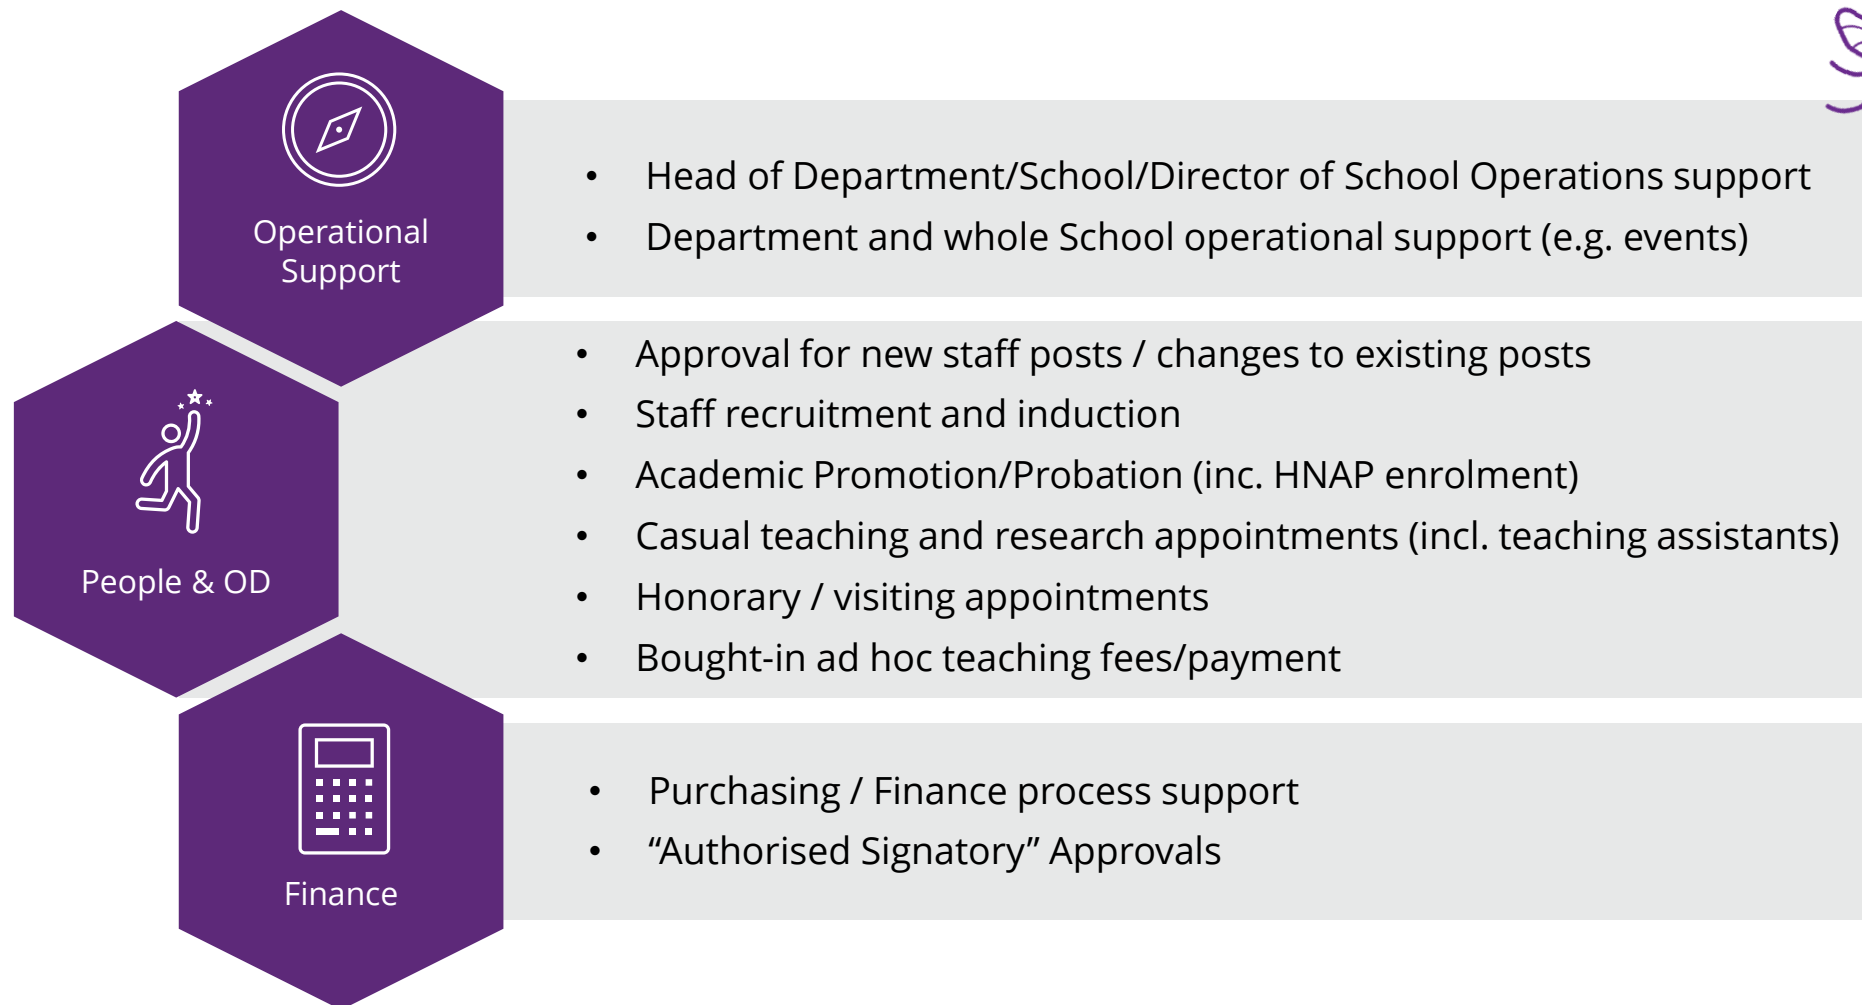 Operational
Support
• Head of Department/School/Director of School Operations support
• Department and whole School operational support (e.g. events)
People & OD
• Approval for new staff posts / changes to existing posts
• Staff recruitment and induction
• Academic Promotion/Probation (inc. HNAP enrolment)
• Casual teaching and research appointments (incl. teaching assistants)
• Honorary / visiting appointments
• Bought-in ad hoc teaching fees/payment
Finance
• Purchasing / Finance process support
• “Authorised Signatory” Approvals